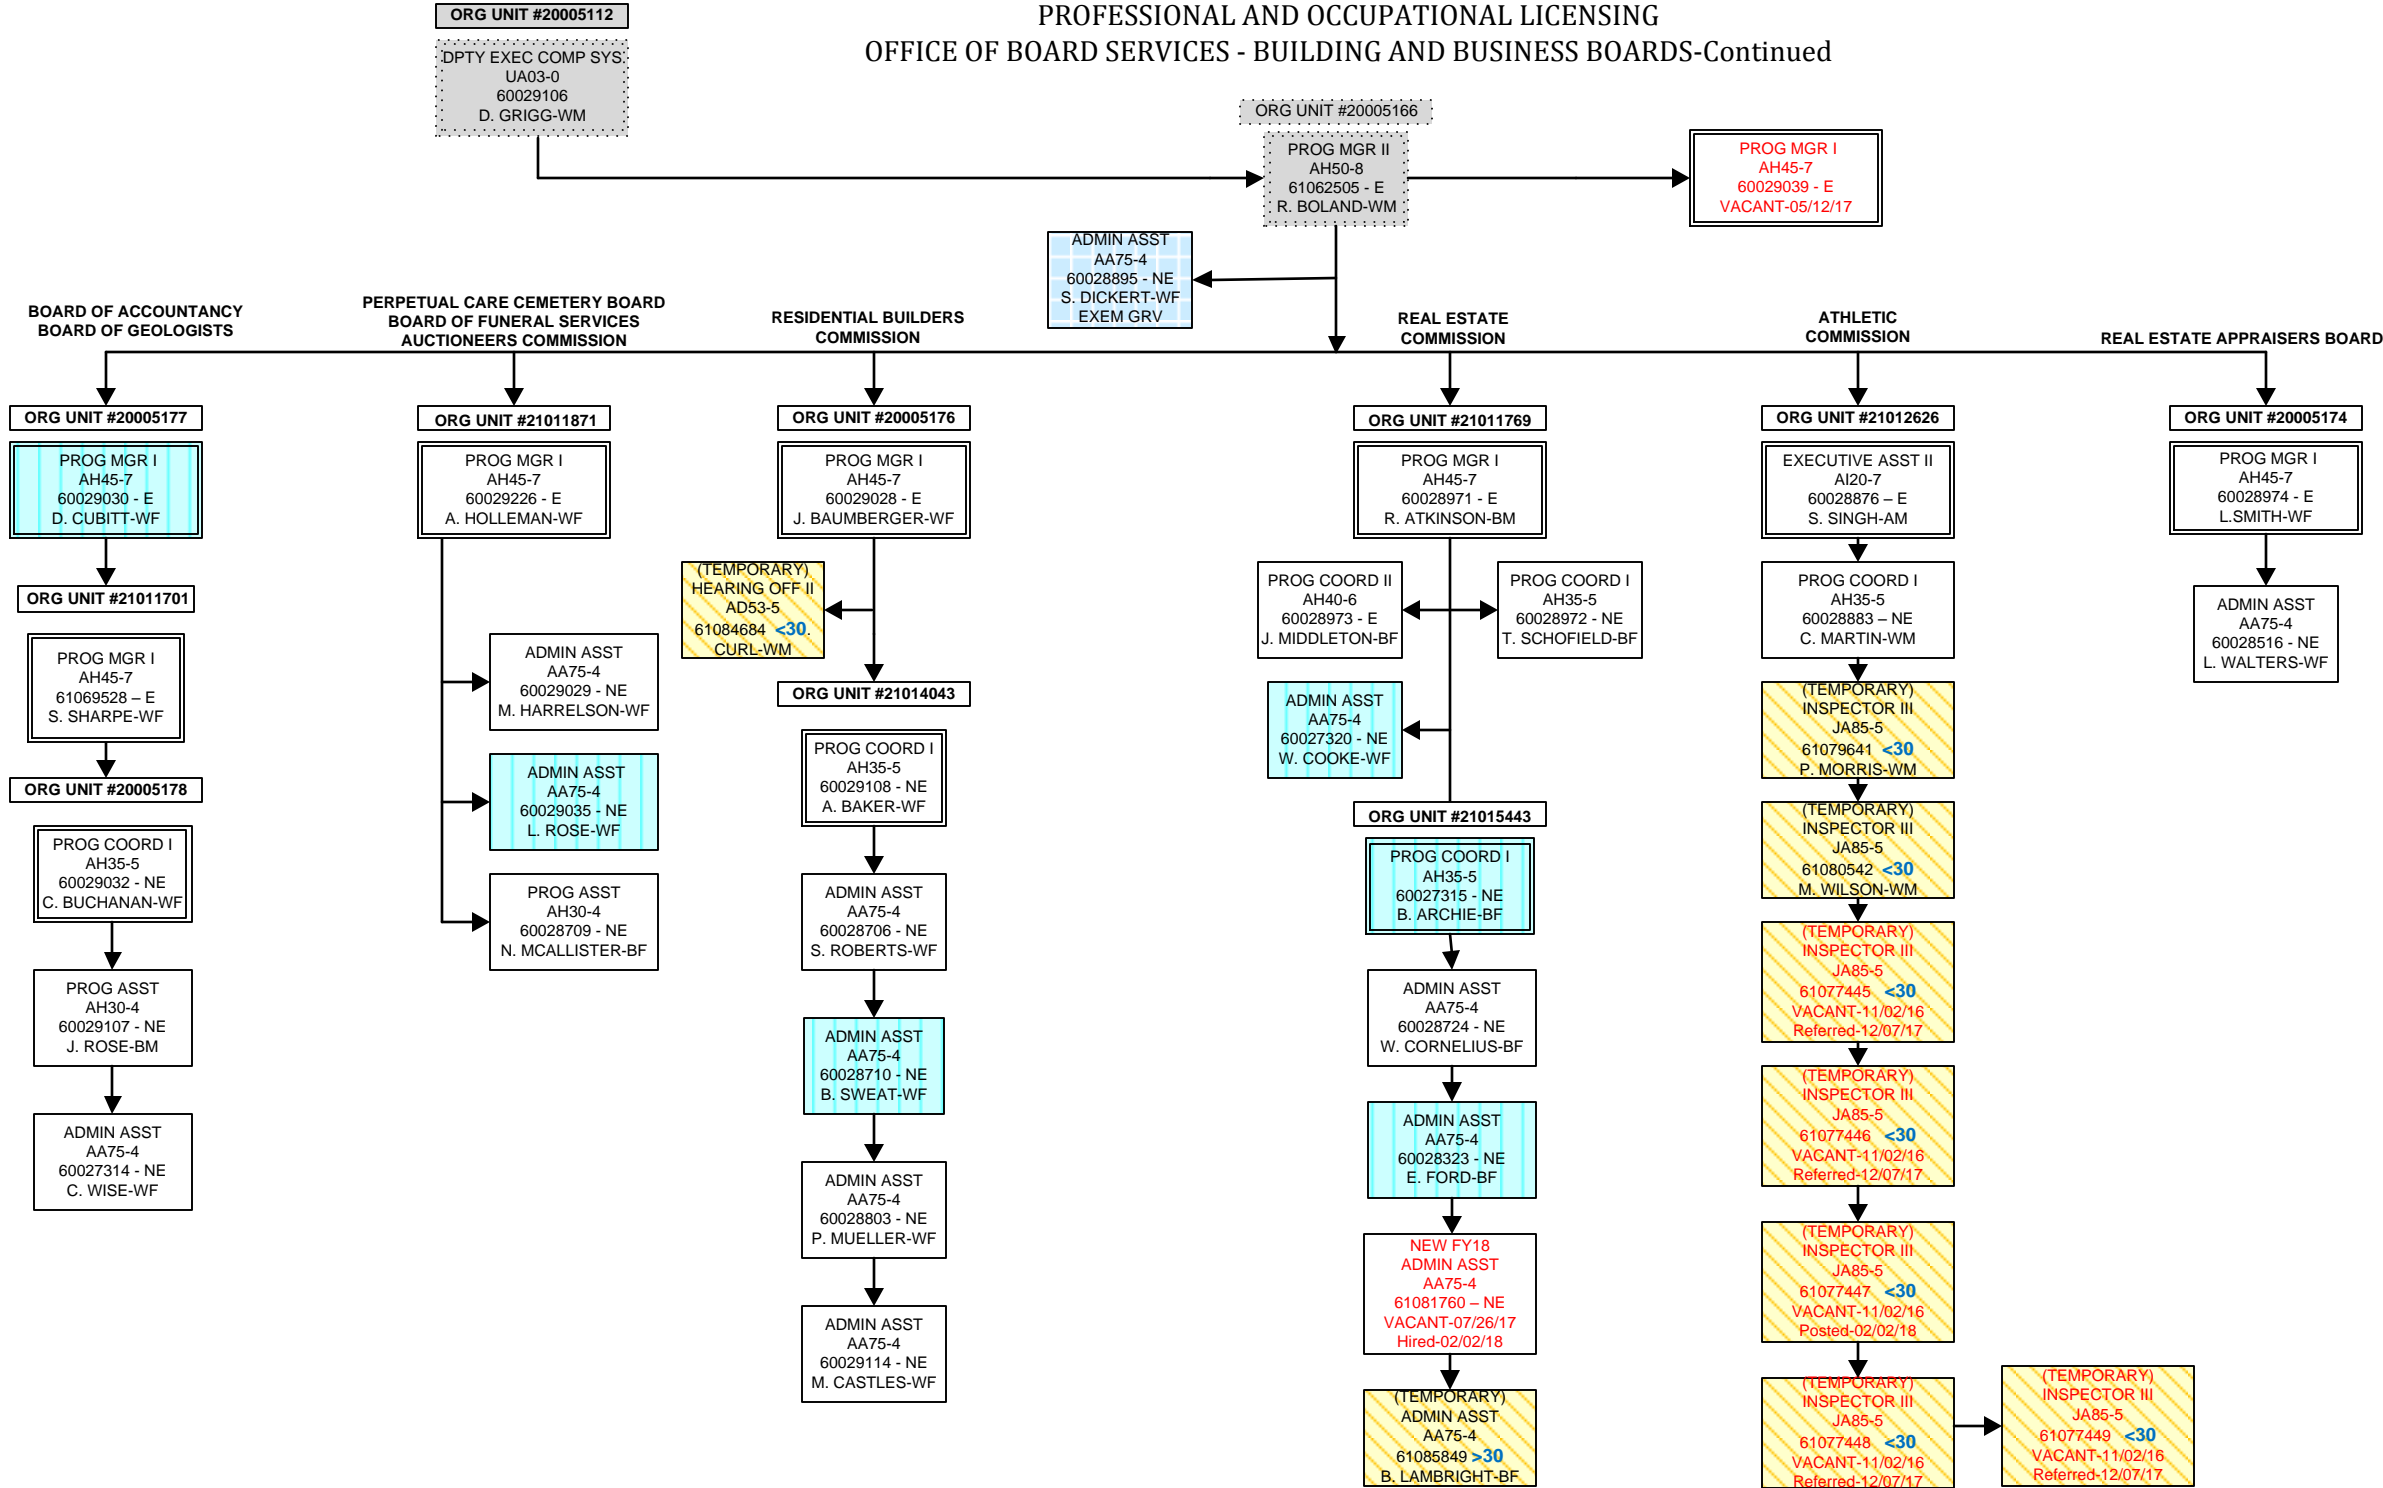 PROFESSIONAL AND OCCUPATIONAL LICENSING
OFFICE OF BOARD SERVICES - BUILDING AND BUSINESS BOARDS-Continued
ORG UNIT #20005112
DPTY EXEC COMP SYS
UA03-0
60029106
D. GRIGG-WM
ORG UNIT #20005166
PROG MGR II
AH50-8
61062505 - E
R. BOLAND-WM
PROG MGR I
AH45-7
60029039 - E
VACANT-05/12/17
ADMIN ASST
AA75-4
60028895 - NE
S. DICKERT-WF
EXEM GRV
BOARD OF ACCOUNTANCY
BOARD OF GEOLOGISTS
ORG UNIT #20005177
PROG MGR I
AH45-7
60029030 - E
D. CUBITT-WF
ORG UNIT #21011701
PROG MGR I
AH45-7
61069528 – E
S. SHARPE-WF
ORG UNIT #20005178
PROG COORD I
AH35-5
60029032 - NE
C. BUCHANAN-WF
PROG ASST
AH30-4
60029107 - NE
J. ROSE-BM
ADMIN ASST
AA75-4
60027314 - NE
C. WISE-WF
PERPETUAL CARE CEMETERY BOARD
BOARD OF FUNERAL SERVICES
AUCTIONEERS COMMISSION
ORG UNIT #21011871
PROG MGR I
AH45-7
60029226 - E
A. HOLLEMAN-WF
ADMIN ASST
AA75-4
60029029 - NE
M. HARRELSON-WF
ADMIN ASST
AA75-4
60029035 - NE
L. ROSE-WF
PROG ASST
AH30-4
60028709 - NE
N. MCALLISTER-BF
RESIDENTIAL BUILDERS
COMMISSION
ORG UNIT #20005176
PROG MGR I
AH45-7
60029028 - E
J. BAUMBERGER-WF
(TEMPORARY)
HEARING OFF II
AD53-5
61084684 <30.
CURL-WM
ORG UNIT #21014043
PROG COORD I
AH35-5
60029108 - NE
A. BAKER-WF
ADMIN ASST
AA75-4
60028706 - NE
S. ROBERTS-WF
ADMIN ASST
AA75-4
60028710 - NE
B. SWEAT-WF
ADMIN ASST
AA75-4
60028803 - NE
P. MUELLER-WF
ADMIN ASST
AA75-4
60029114 - NE
M. CASTLES-WF
REAL ESTATE
COMMISSION
ORG UNIT #21011769
PROG MGR I
AH45-7
60028971 - E
R. ATKINSON-BM
PROG COORD II
AH40-6
60028973 - E
J. MIDDLETON-BF
PROG COORD I
AH35-5
60028972 - NE
T. SCHOFIELD-BF
ADMIN ASST
AA75-4
60027320 - NE
W. COOKE-WF
ORG UNIT #21015443
PROG COORD I
AH35-5
60027315 - NE
B. ARCHIE-BF
ADMIN ASST
AA75-4
60028724 - NE
W. CORNELIUS-BF
ADMIN ASST
AA75-4
60028323 - NE
E. FORD-BF
NEW FY18
ADMIN ASST
AA75-4
61081760 – NE
VACANT-07/26/17
Hired-02/02/18
(TEMPORARY)
ADMIN ASST
AA75-4
61085849 >30
B. LAMBRIGHT-BF
ATHLETIC
COMMISSION
ORG UNIT #21012626
EXECUTIVE ASST II
AI20-7
60028876 – E
S. SINGH-AM
PROG COORD I
AH35-5
60028883 – NE
C. MARTIN-WM
(TEMPORARY)
INSPECTOR III
JA85-5
61079641 <30
P. MORRIS-WM
(TEMPORARY)
INSPECTOR III
JA85-5
61080542 <30
M. WILSON-WM
(TEMPORARY)
INSPECTOR III
JA85-5
61077445 <30
VACANT-11/02/16
Referred-12/07/17
(TEMPORARY)
INSPECTOR III
JA85-5
61077446 <30
VACANT-11/02/16
Referred-12/07/17
(TEMPORARY)
INSPECTOR III
JA85-5
61077447 <30
VACANT-11/02/16
Posted-02/02/18
(TEMPORARY)
INSPECTOR III
JA85-5
61077448 <30
VACANT-11/02/16
Referred-12/07/17
(TEMPORARY)
INSPECTOR III
JA85-5
61077449 <30
VACANT-11/02/16
Referred-12/07/17
REAL ESTATE APPRAISERS BOARD
ORG UNIT #20005174
PROG MGR I
AH45-7
60028974 - E
L.SMITH-WF
ADMIN ASST
AA75-4
60028516 - NE
L. WALTERS-WF